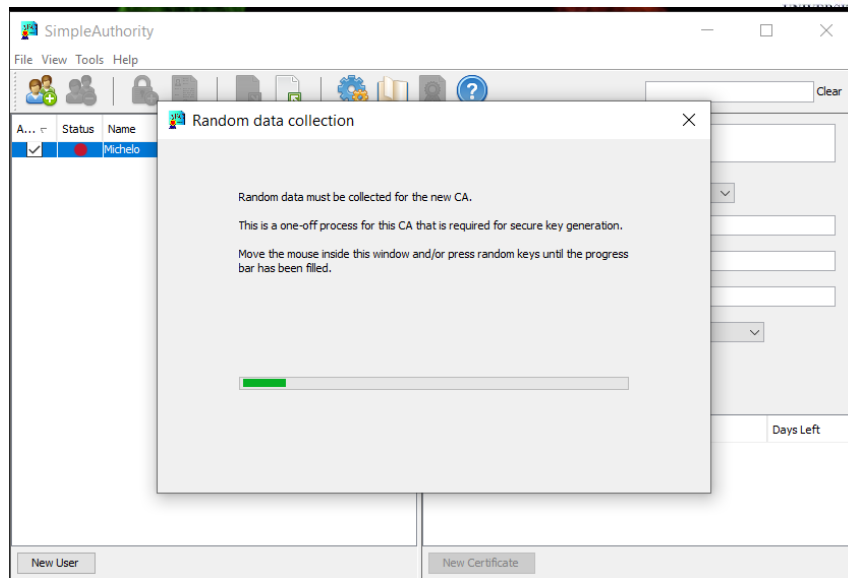 SimpleAuthority
File View Tools Help
Clear
A... Status Name
Michelo
Random data collection
Random data must be collected for the new CA.
This is a one-off process for this CA that is required for secure key generation.
Move the mouse inside this window and/or press random keys until the progress
bar has been filled.
Days Left
New User
New Certificate